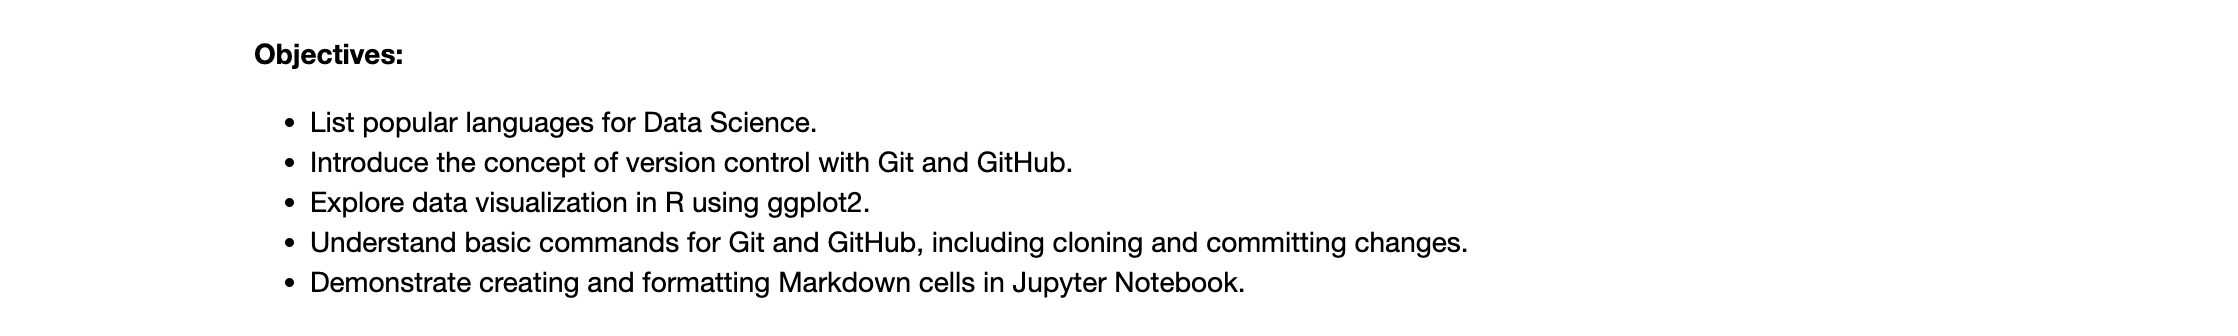 Objectives:
• List popular languages for Data Science.
• Introduce the concept of version control with Git and GitHub.
• Explore data visualization in R using ggplot2.
• Understand basic commands for Git and GitHub, including cloning and committing changes.
• Demonstrate creating and formatting Markdown cells in Jupyter Notebook.